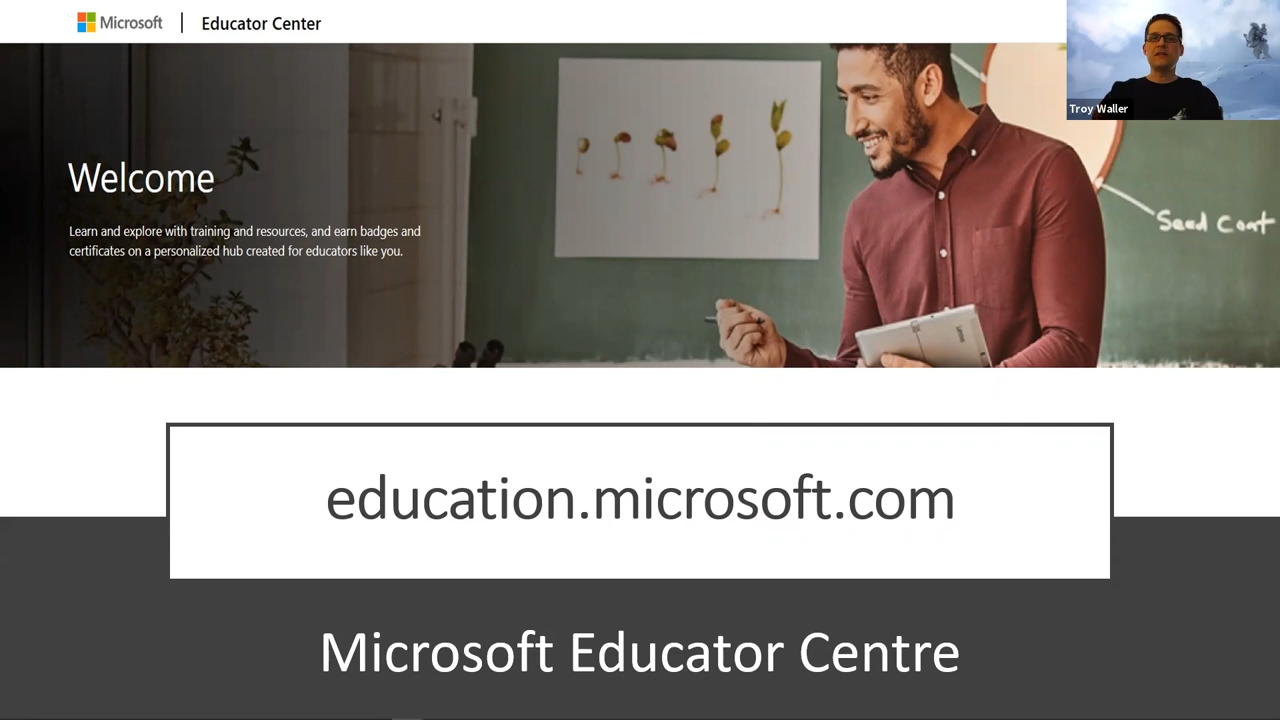 Microsoft | Educator Center
Troy Waller
Welcome
Learn and explore with training and resources, and earn badges and
certificates on a personalized hub created for educators like you.
Seed Coat
Lenovo
education.microsoft.com
Microsoft Educator Centre